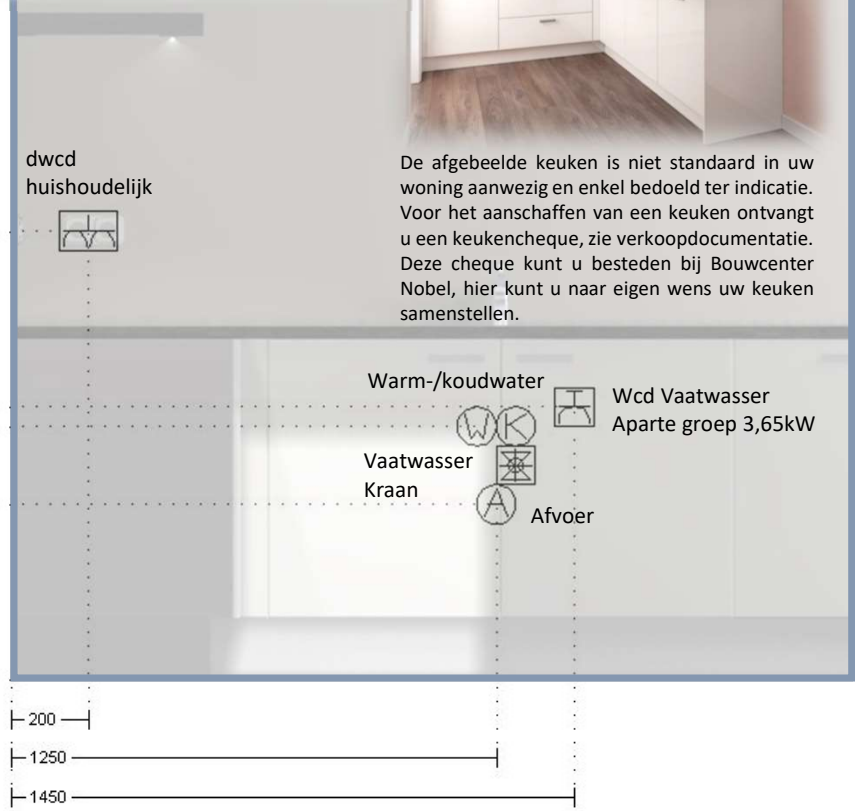 dwcd
huishoudelijk
De afgebeelde keuken is niet standaard in uw
woning aanwezig en enkel bedoeld ter indicatie.
Voor het aanschaffen van een keuken ontvangt
u een keukencheque, zie verkoopdocumentatie.
Deze cheque kunt u besteden bij Bouwcenter
Nobel, hier kunt u naar eigen wens uw keuken
samenstellen.
Warm-/koudwater
Wcd Vaatwasser
Aparte groep 3,65kW
W
K
Vaatwasser
Kraan
A
Afvoer
200
1250
1450